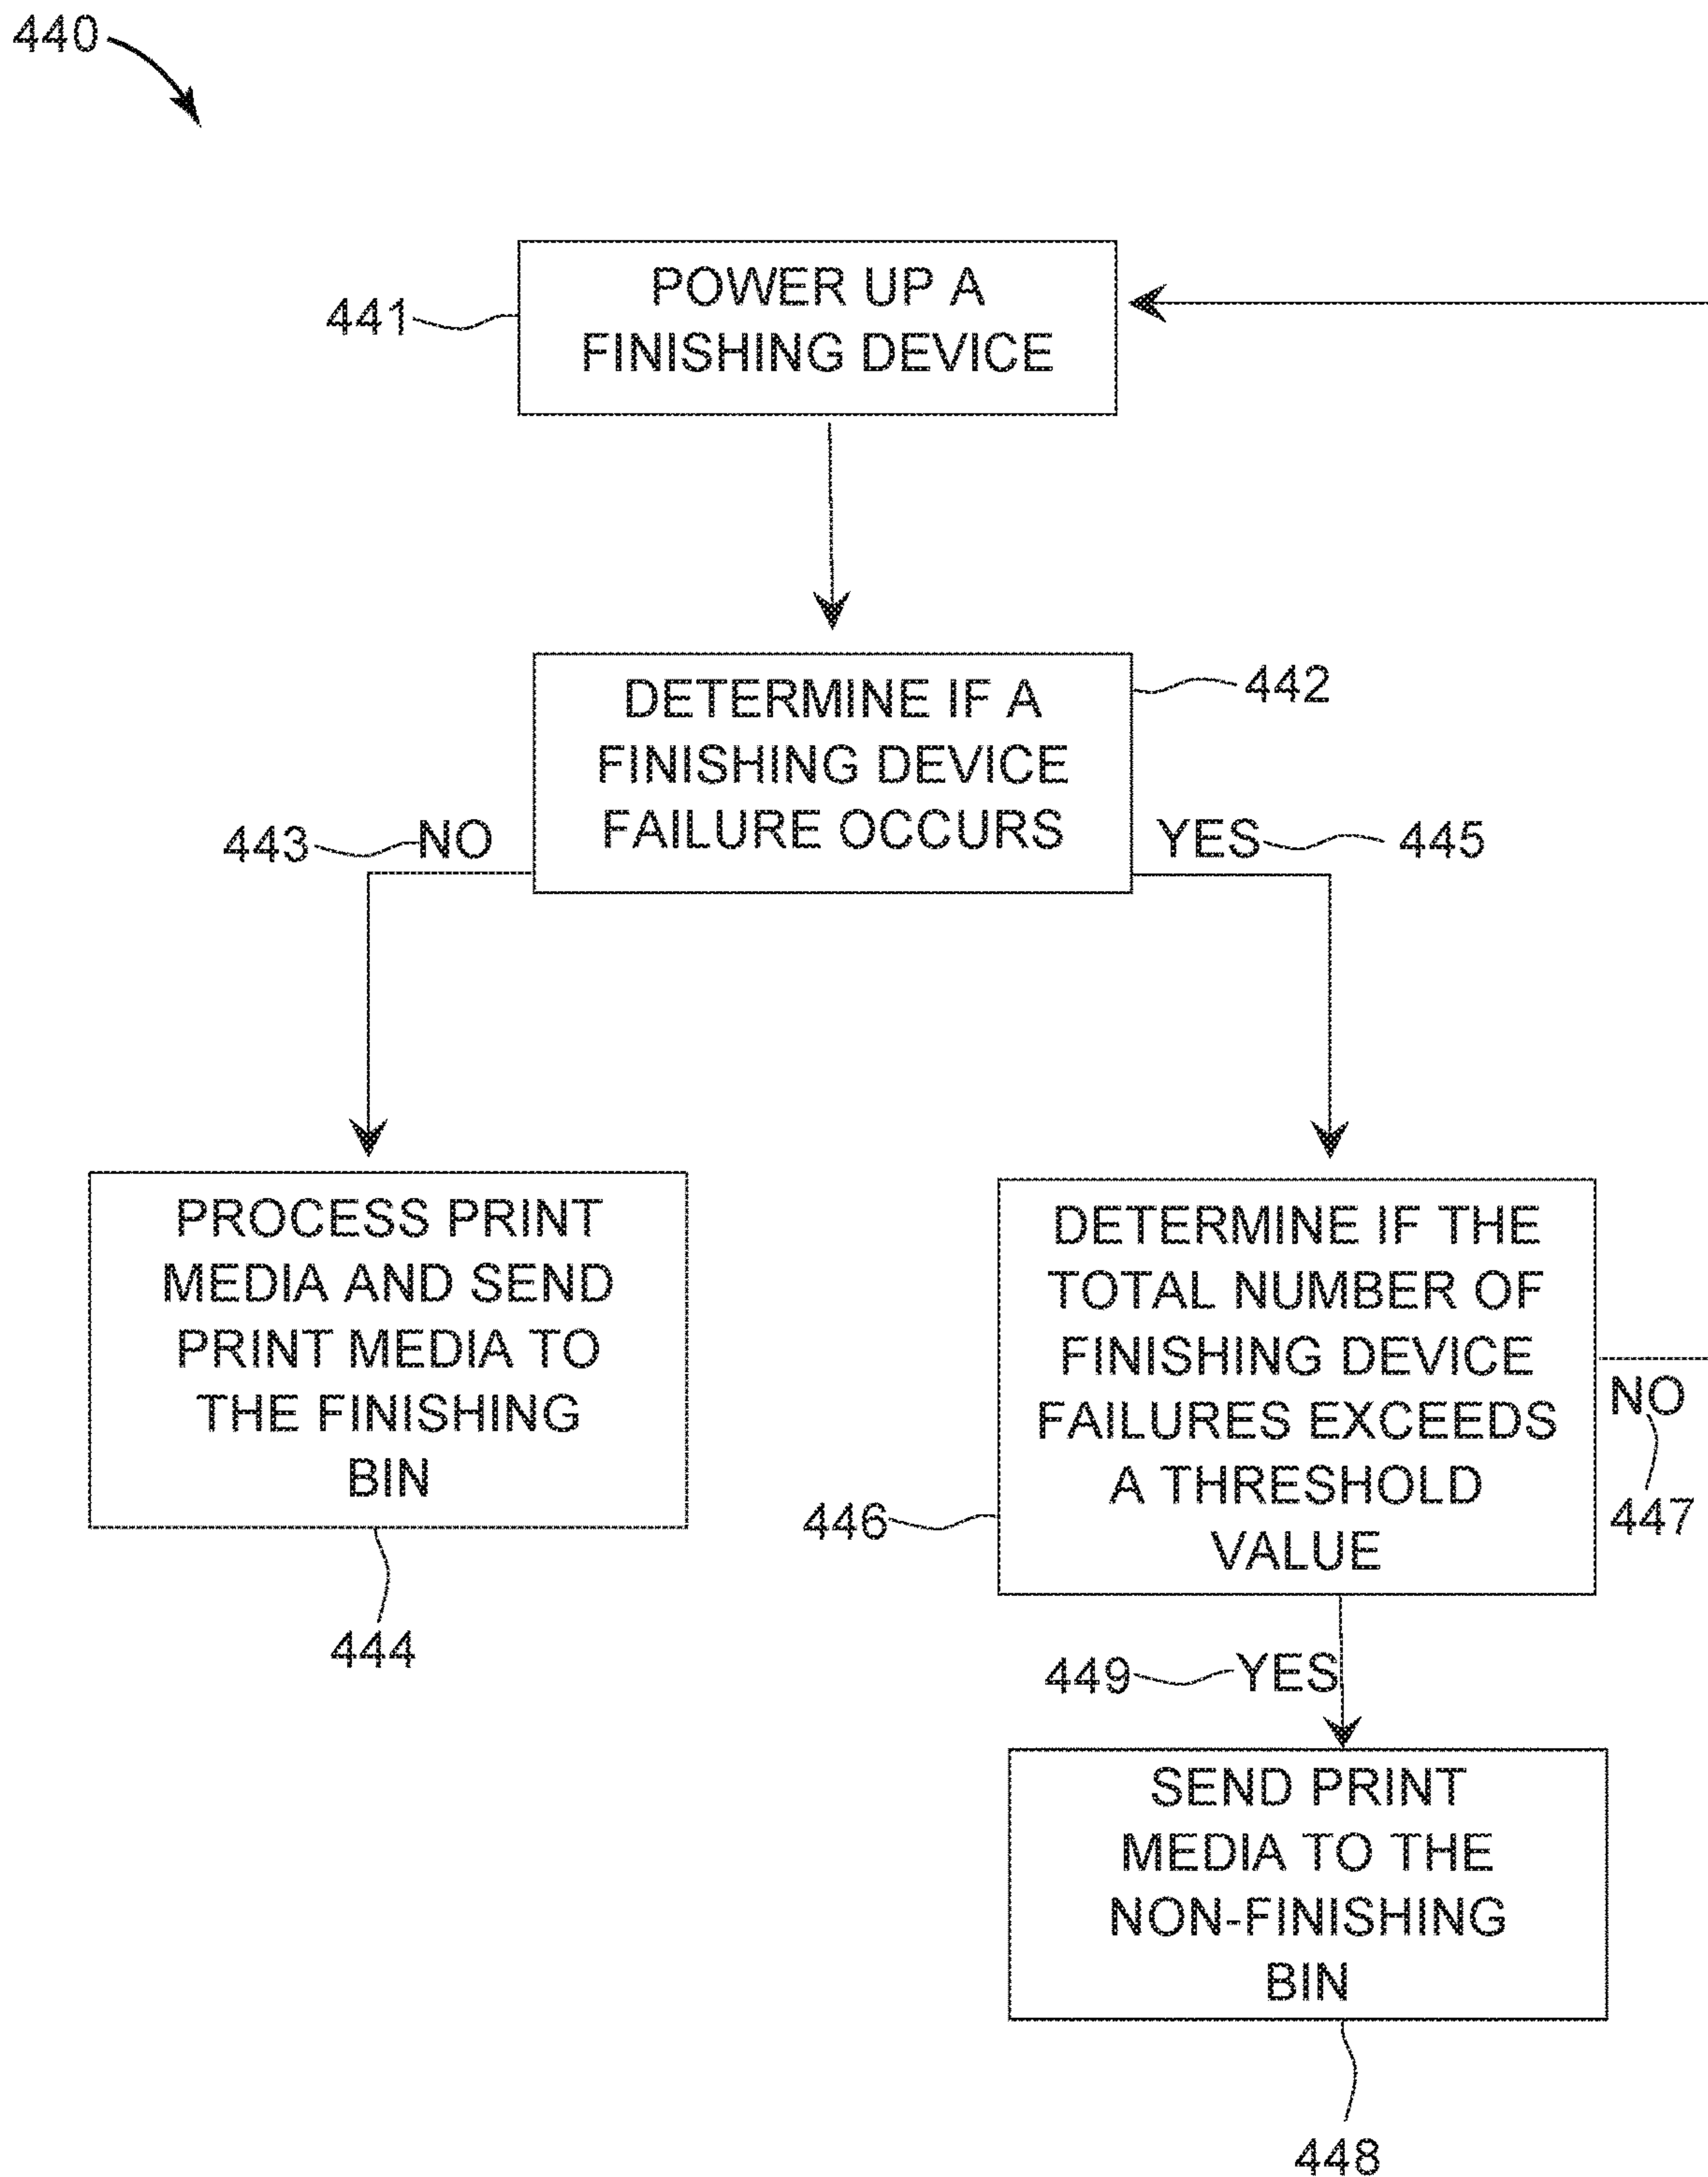 440
441
POWER UP A
FINISHING DEVICE
442
DETERMINE IF A
FINISHING DEVICE
FAILURE OCCURS
443
NO
YES
445
PROCESS PRINT
MEDIA AND SEND
PRINT MEDIA TO
THE FINISHING
BIN
444
DETERMINE IF THE
TOTAL NUMBER OF
FINISHING DEVICE
FAILURES EXCEEDS
A THRESHOLD
VALUE
446
NO
447
449
YES
SEND PRINT
MEDIA TO THE
NON-FINISHING
BIN
448